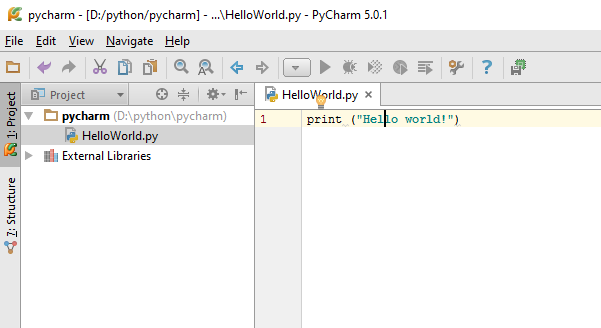 pycharm - [D:/python/pycharm] - ...\HelloWorld.py - PyCharm 5.0.1
File Edit View Navigate Help
1: Project
7: Structure
Project
pycharm (D:\python\pycharm)
HelloWorld.py
External Libraries
HelloWorld.py
1 print ("Hello world!")